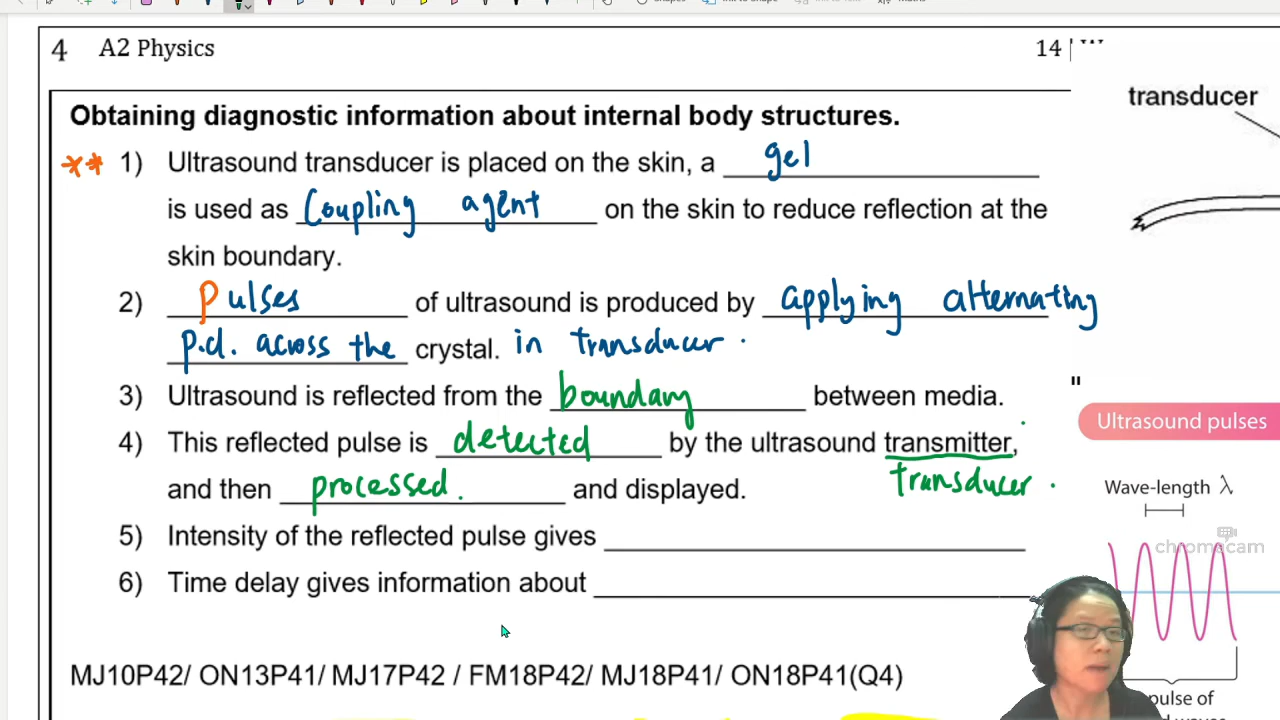 4 A2 Physics 14
transducer
Obtaining diagnostic information about internal body structures.
** 1) Ultrasound transducer is placed on the skin, a gel
is used as Coupling agent on the skin to reduce reflection at the
skin boundary.
2) Pulses of ultrasound is produced by applying alternating
p.d. across the crystal. in transducer.
3) Ultrasound is reflected from the boundary between media.
"
Ultrasound pulses
4) This reflected pulse is detected by the ultrasound transmitter,
and then processed. and displayed. transducer.
Wave-length λ
chromacam
5) Intensity of the reflected pulse gives
6) Time delay gives information about
MJ10P42/ ON13P41/ MJ17P42 / FM18P42/ MJ18P41/ ON18P41(Q4)
pulse of